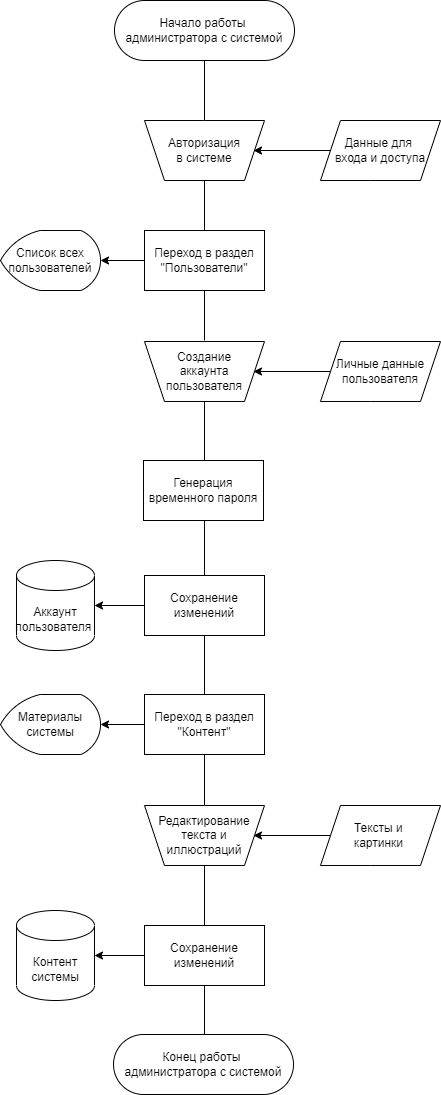 Начало работы
администратора с системой
Авторизация
в системе
Данные для
входа и доступа
Список всех
пользователей
Переход в раздел
"Пользователи"
Создание
аккаунта
пользователя
Личные данные
пользователя
Генерация
временного пароля
Аккаунт
пользователя
Сохранение
изменений
Материалы
системы
Переход в раздел
"Контент"
Редактирование
текста и
иллюстраций
Тексты и
картинки
Контент
системы
Сохранение
изменений
Конец работы
администратора с системой